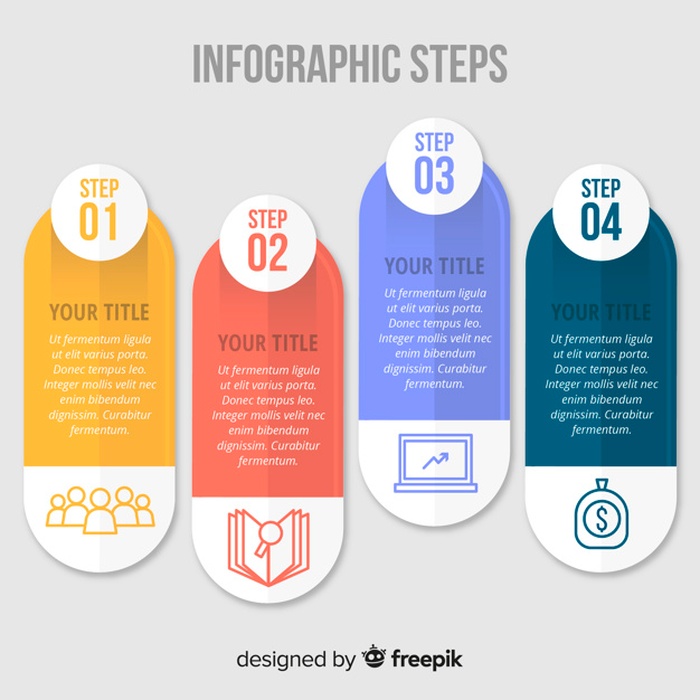 INFOGRAPHIC STEPS
STEP
01
YOUR TITLE
Ut fermentum ligula
ut elit varius porta.
Donec tempus leo.
Integer mollis velit nec
enim bibendum
dignissim. Curabitur
fermentum.
STEP
02
YOUR TITLE
Ut fermentum ligula
ut elit varius porta.
Donec tempus leo.
Integer mollis velit nec
enim bibendum
dignissim. Curabitur
fermentum.
STEP
03
YOUR TITLE
Ut fermentum ligula
ut elit varius porta.
Donec tempus leo.
Integer mollis velit nec
enim bibendum
dignissim. Curabitur
fermentum.
STEP
04
YOUR TITLE
Ut fermentum ligula
ut elit varius porta.
Donec tempus leo.
Integer mollis velit nec
enim bibendum
dignissim. Curabitur
fermentum.
$
designed by freepik